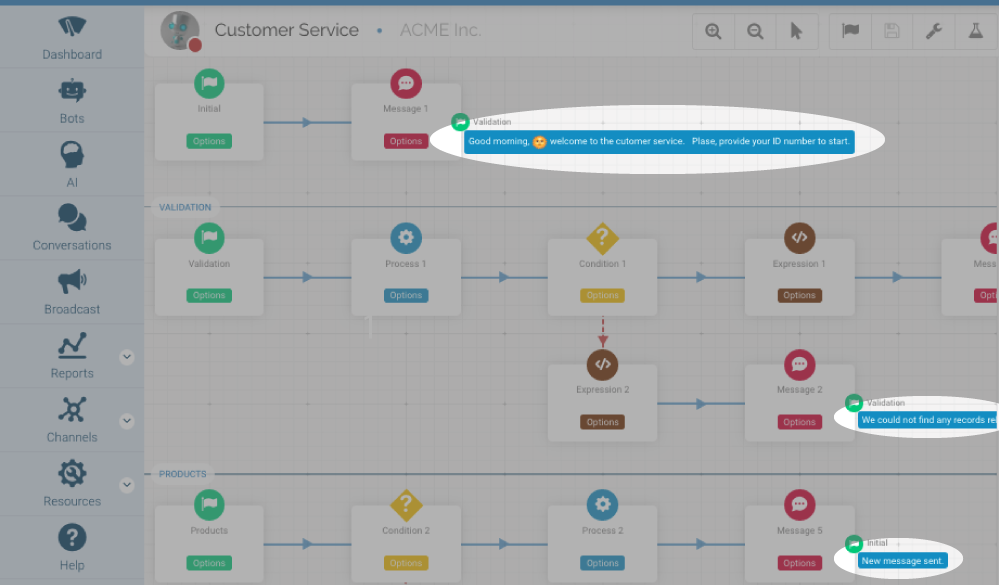 Customer Service • ACME Inc.
Dashboard
Bots
AI
Conversations
Broadcast
Reports
Channels
Resources
Help
Initial
Options
Message 1
Options
Validation
Good morning, 😊 welcome to the cutomer service. Plase, provide your ID number to start.
VALIDATION
Validation
Options
Process 1
Options
Condition 1
Options
Expression 1
Options
Mess
Opti
Expression 2
Options
Message 2
Options
Validation
We could not find any records re
PRODUCTS
Products
Options
Condition 2
Options
Process 2
Options
Message 5
Options
Initial
New message sent.